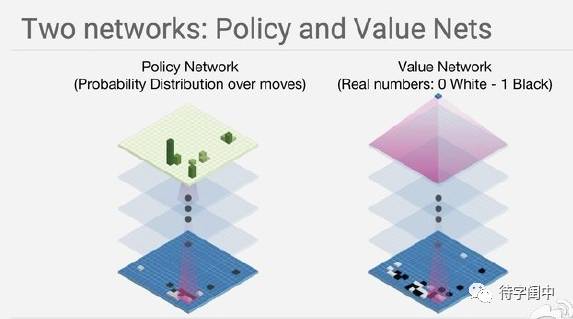 Two networks: Policy and Value Nets
Policy Network
(Probability Distribution over moves)
Value Network
(Real numbers: 0 White - 1 Black)
待字闺中